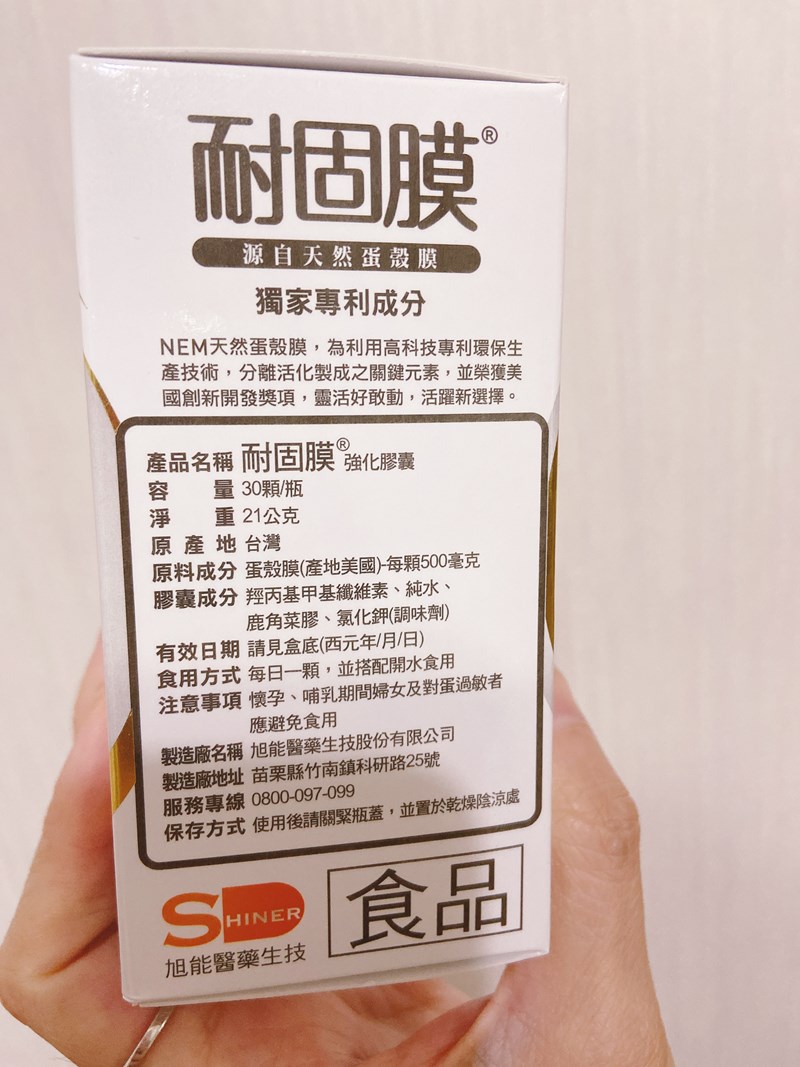 耐固膜®
源自天然蛋殼膜
獨家專利成分
NEM天然蛋殼膜，為利用高科技專利環保生
產技術，分離活化製成之關鍵元素，並榮獲美
國創新開發獎項，靈活好敢動，活躍新選擇。
產品名稱 耐固膜®強化膠囊
容量 30顆/瓶
淨重 21公克
原產地 台灣
原料成分 蛋殼膜(產地美國)-每顆500毫克
膠囊成分 羥丙基甲基纖維素、純水、
鹿角菜膠、氯化鉀(調味劑)
有效日期 請見盒底(西元年/月/日)
食用方式 每日一顆，並搭配開水食用
注意事項 懷孕、哺乳期間婦女及對蛋過敏者
應避免食用
製造廠名稱 旭能醫藥生技股份有限公司
製造廠地址 苗栗縣竹南鎮科研路25號
服務專線 0800-097-099
保存方式 使用後請關緊瓶蓋，並置於乾燥陰涼處
SHINER
旭能醫藥生技
食品